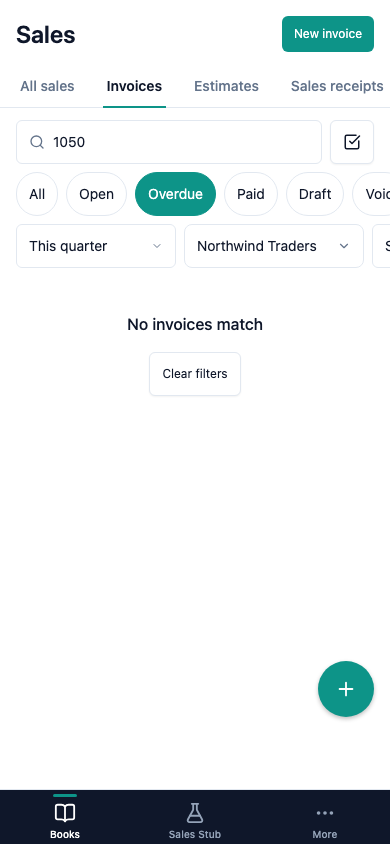 Sales
New invoice
All sales
Invoices
Estimates
Sales receipts
1050
All
Open
Overdue
Paid
Draft
This quarter
Northwind Traders
No invoices match
Clear filters
Books
Sales Stub
More